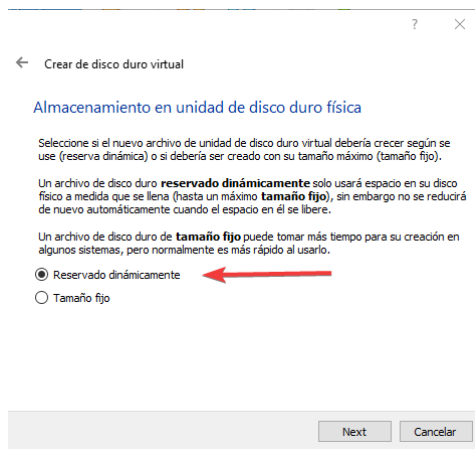 ?
Crear de disco duro virtual
Almacenamiento en unidad de disco duro física
Seleccione si el nuevo archivo de unidad de disco duro virtual debería crecer según se
use (reserva dinámica) o si debería ser creado con su tamaño máximo (tamaño fijo).
Un archivo de disco duro reservado dinámicamente solo usará espacio en su disco
físico a medida que se llena (hasta un máximo tamaño fijo), sin embargo no se reducirá
de nuevo automáticamente cuando el espacio en él se libere.
Un archivo de disco duro de tamaño fijo puede tomar más tiempo para su creación en
algunos sistemas, pero normalmente es más rápido al usarlo.
Reservado dinámicamente
Tamaño fijo
Next Cancelar